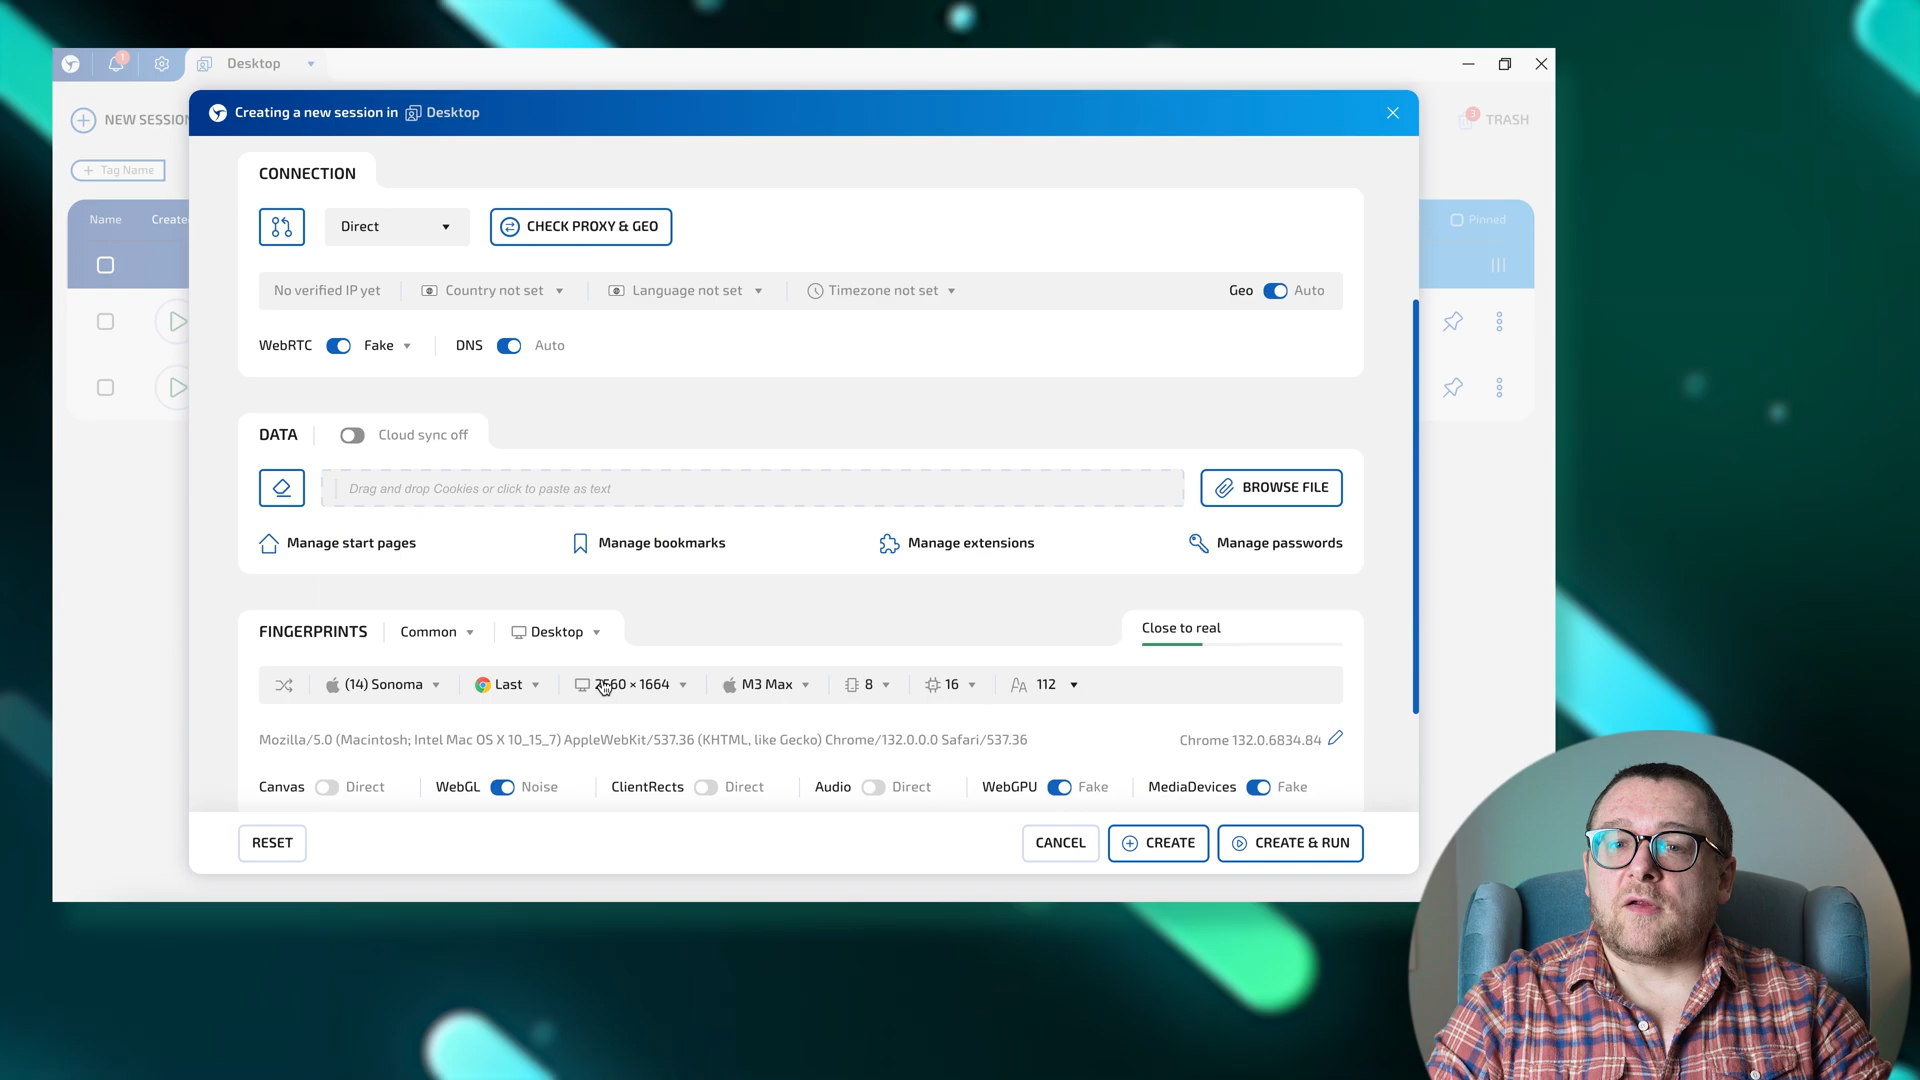 1
Desktop
NEW SESSION
3
TRASH
+ Tag Name
Name
Create
Pinned
Creating a new session in Desktop
CONNECTION
Direct
CHECK PROXY & GEO
No verified IP yet
Country not set
Language not set
Timezone not set
Geo
Auto
WebRTC
Fake
DNS
Auto
DATA
Cloud sync off
Drag and drop Cookies or click to paste as text
BROWSE FILE
Manage start pages
Manage bookmarks
Manage extensions
Manage passwords
FINGERPRINTS
Common
Desktop
Close to real
(14) Sonoma
Last
2560 × 1664
M3 Max
8
16
112
Mozilla/5.0 (Macintosh; Intel Mac OS X 10_15_7) AppleWebKit/537.36 (KHTML, like Gecko) Chrome/132.0.0.0 Safari/537.36
Chrome 132.0.6834.84
Canvas
Direct
WebGL
Noise
ClientRects
Direct
Audio
Direct
WebGPU
Fake
MediaDevices
Fake
RESET
CANCEL
CREATE
CREATE & RUN